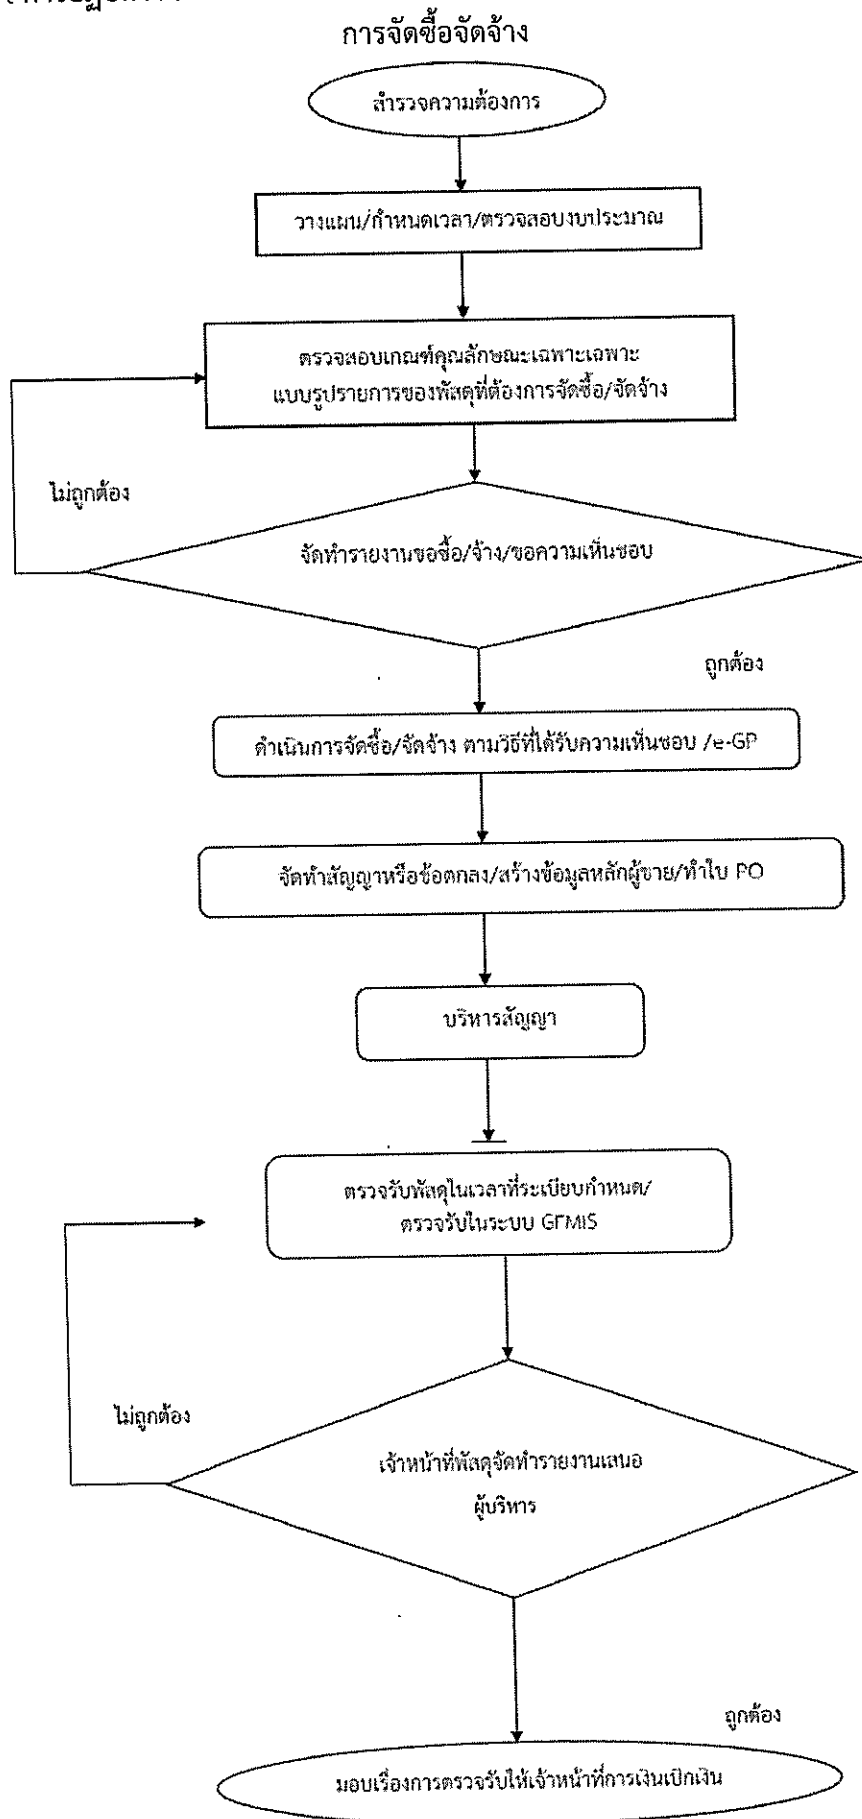 การจัดซื้อจัดจ้าง
สำรวจความต้องการ
วางแผน/กำหนดเวลา/ตรวจสอบงบประมาณ
ตรวจสอบเกณฑ์คุณลักษณะเฉพาะเฉพาะ
แบบรูปรายการของพัสดุที่ต้องการจัดซื้อ/จัดจ้าง
ไม่ถูกต้อง
จัดทำรายงานขอซื้อ/จ้าง/ขอความเห็นชอบ
ถูกต้อง
ดำเนินการจัดซื้อ/จัดจ้าง ตามวิธีที่ได้รับความเห็นชอบ /e-GP
จัดทำสัญญาหรือข้อตกลง/สร้างข้อมูลหลักผู้ขาย/ทำใบ PO
บริหารสัญญา
ตรวจรับพัสดุในเวลาที่ระเบียบกำหนด/
ตรวจรับในระบบ GFMIS
ไม่ถูกต้อง
เจ้าหน้าที่พัสดุจัดทำรายงานเสนอ
ผู้บริหาร
ถูกต้อง
มอบเรื่องการตรวจรับให้เจ้าหน้าที่การเงินเบิกเงิน